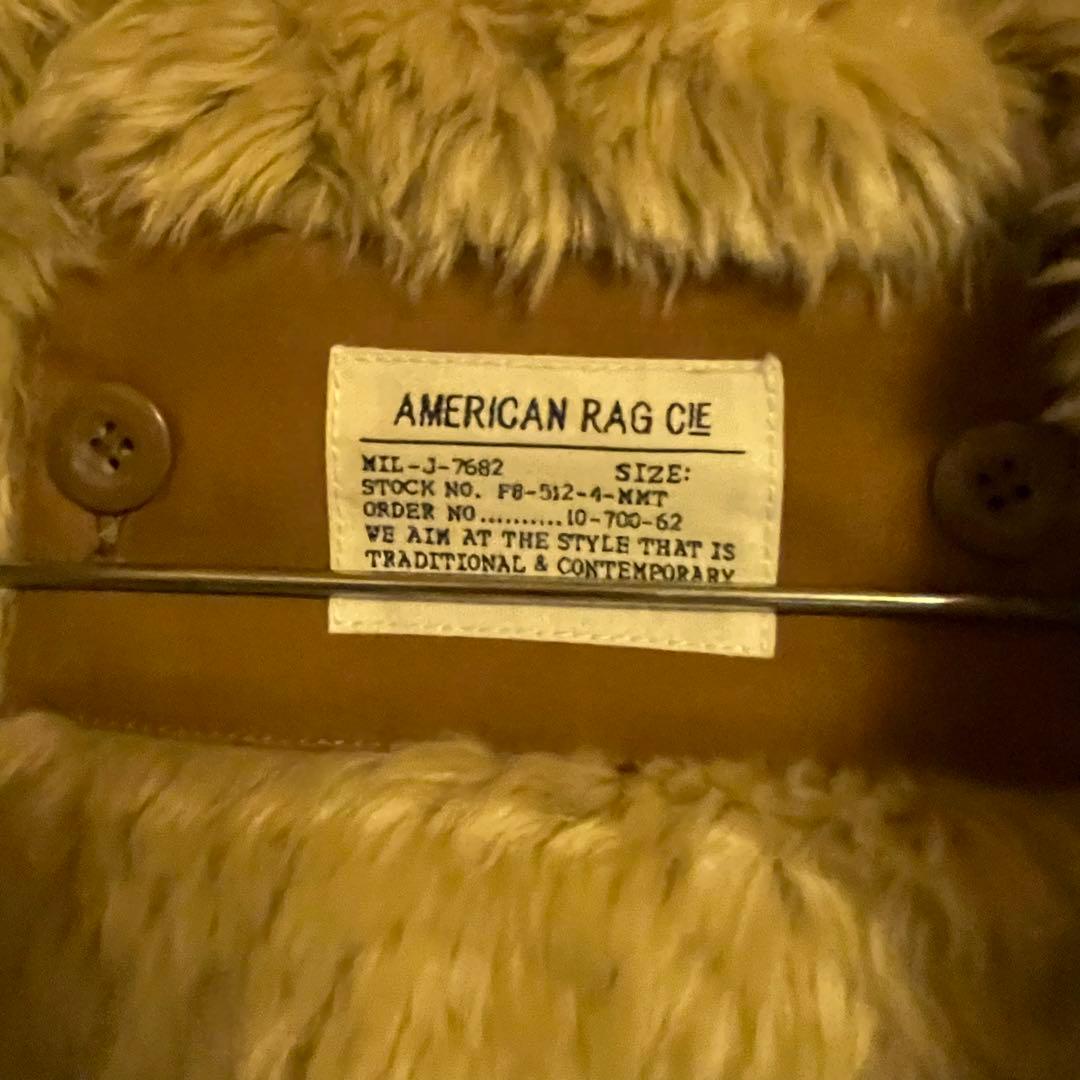 AMERICAN RAG CIE
MIL-J-7682 SIZE:
STOCK NO. F8-512-4-MMT
ORDER NO..........10-700-62
WE AIM AT THE STYLE THAT IS
TRADITIONAL & CONTEMPORARY